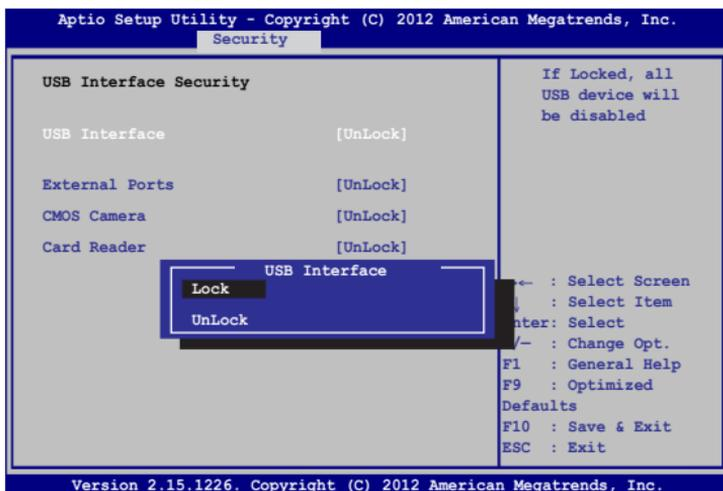 Aptio Setup Utility - Copyright (C) 2012 American Megatrends, Inc.
Security
USB Interface Security
USB Interface [UnLock]
External Ports [UnLock]
CMOS Camera [UnLock]
Card Reader [UnLock]
USB Interface
Lock
UnLock
If Locked, all
USB device will
be disabled
→← : Select Screen
: Select Item
: Select
: Change Opt.
F1 : General Help
F9 : Optimized
Defaults
F10 : Save & Exit
ESC : Exit
Version 2.15.1226. Copyright (C) 2012 American Megatrends, Inc.